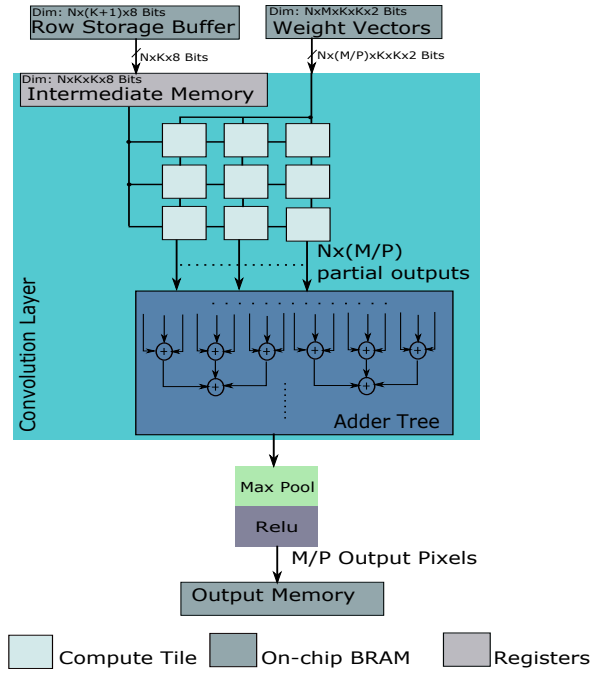 Dim: Nx(K+1)x8 Bits
Row Storage Buffer
Dim: NxMxKxKx2 Bits
Weight Vectors
NxKx8 Bits
Nx(M/P)xKxKx2 Bits
Dim: NxKxKx8 Bits
Intermediate Memory
Nx(M/P)
partial outputs
Convolution Layer
+ + + + + +
+ +
Adder Tree
Max Pool
Relu
M/P Output Pixels
Output Memory
Compute Tile
On-chip BRAM
Registers